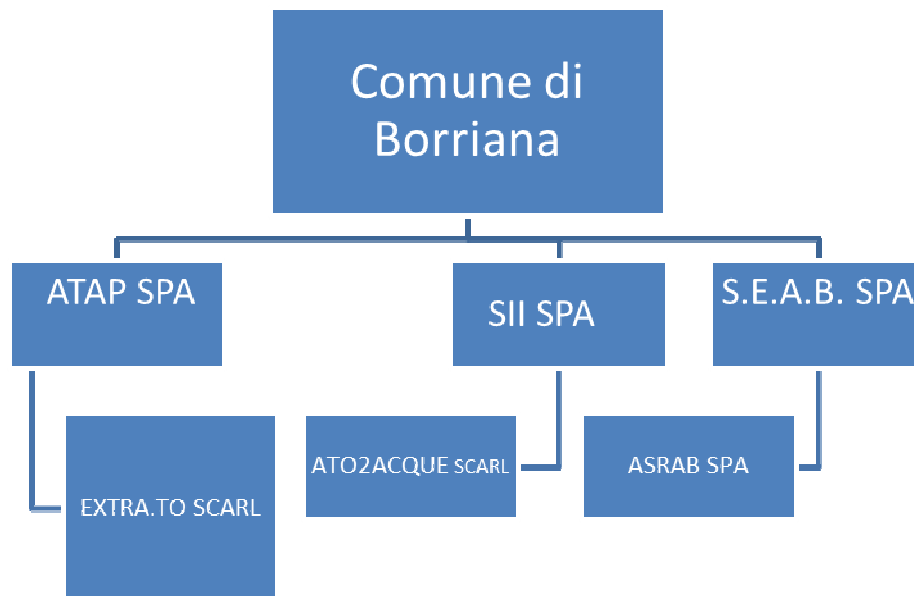 Comune di
Borriana
ATAP SPA
SII SPA
S.E.A.B. SPA
EXTRA.TO SCARL
ATO2ACQUE SCARL
ASRAB SPA